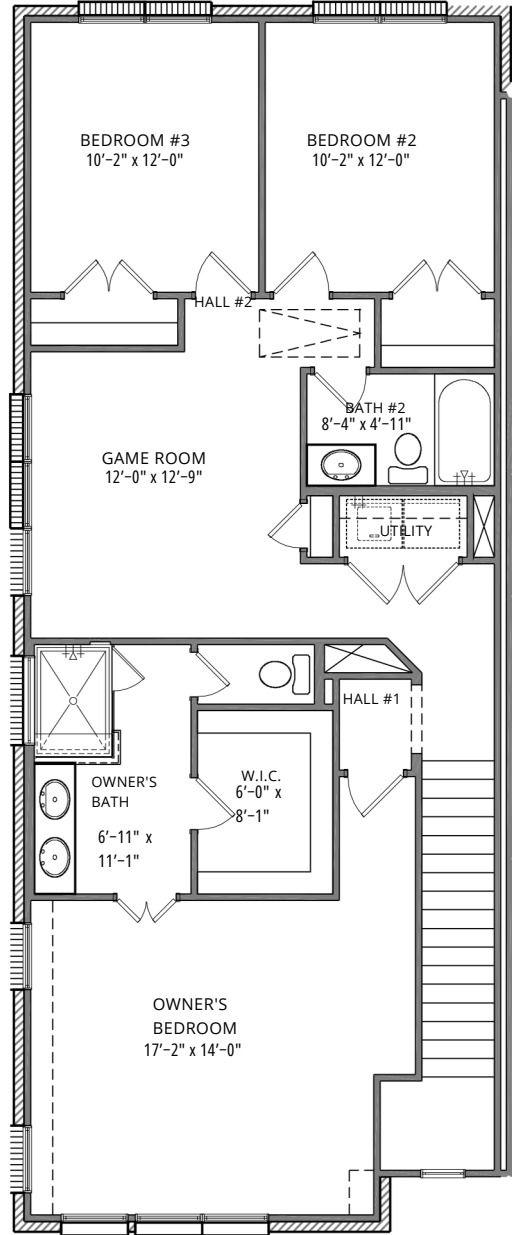 BEDROOM #3
10'-2" x 12'-0"
BEDROOM #2
10'-2" x 12'-0"
HALL #2
BATH #2
8'-4" x 4'-11"
GAME ROOM
12'-0" x 12'-9"
UTILITY
HALL #1
OWNER'S
BATH
6'-11" x
11'-1"
W.I.C.
6'-0" x
8'-1"
OWNER'S
BEDROOM
17'-2" x 14'-0"